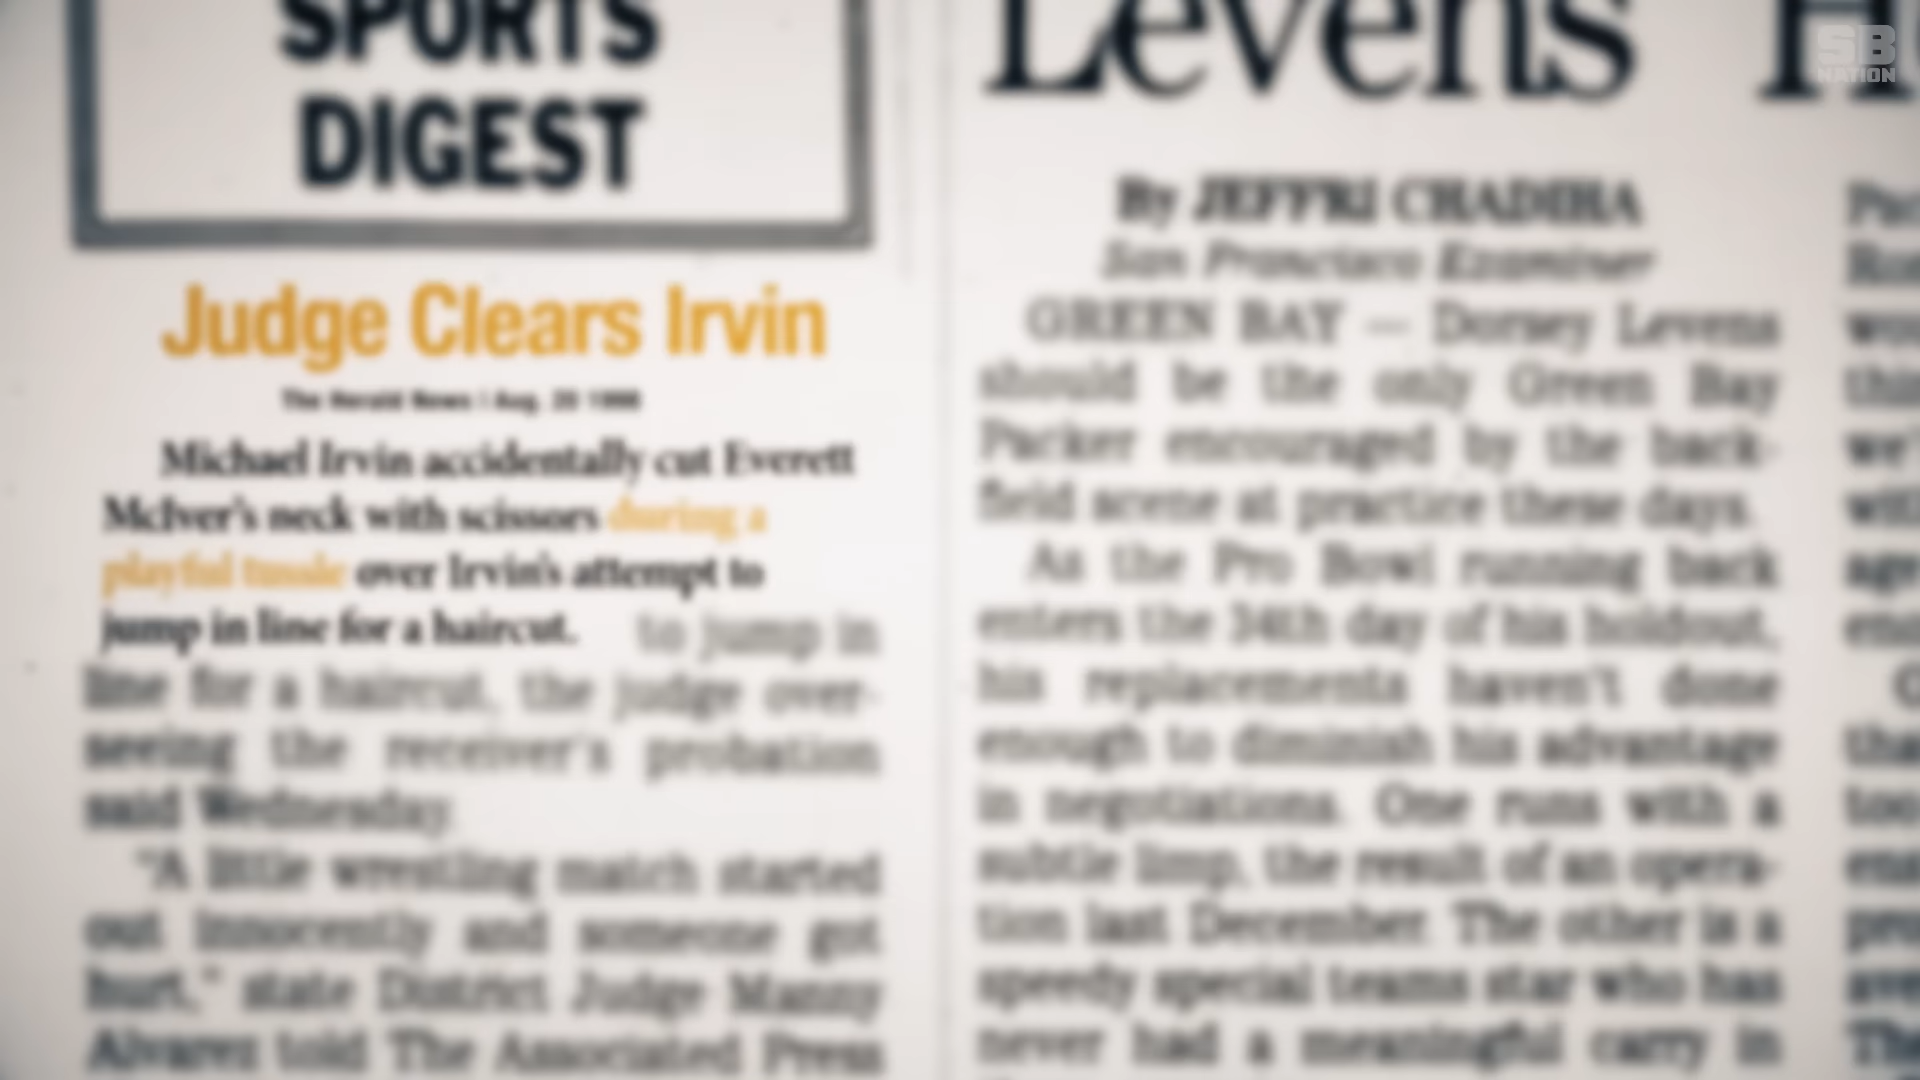 SPORTS
DIGEST
Judge Clears Irvin
The Herald News | Aug. 20 1998
Michael Irvin accidentally cut Everett
McIver's neck with scissors during a
playful tussle over Irvin's attempt to
jump in line for a haircut.
to jump in
line for a haircut, the judge over-
seeing the receiver's probation
said Wednesday.
"A little wrestling match started
out innocently and someone got
hurt," state District Judge Manny
Alvarez told The Associated Press
Levens
By JEFFRI CHADIHA
San Francisco Examiner
GREEN BAY — Dorsey Levens
should be the only Green Bay
Packer encouraged by the back-
field scene at practice these days.
As the Pro Bowl running back
enters the 34th day of his holdout,
his replacements haven't done
enough to diminish his advantage
in negotiations. One runs with a
subtle limp, the result of an opera-
tion last December. The other is a
speedy special teams star who has
never had a meaningful carry in
SB
NATION